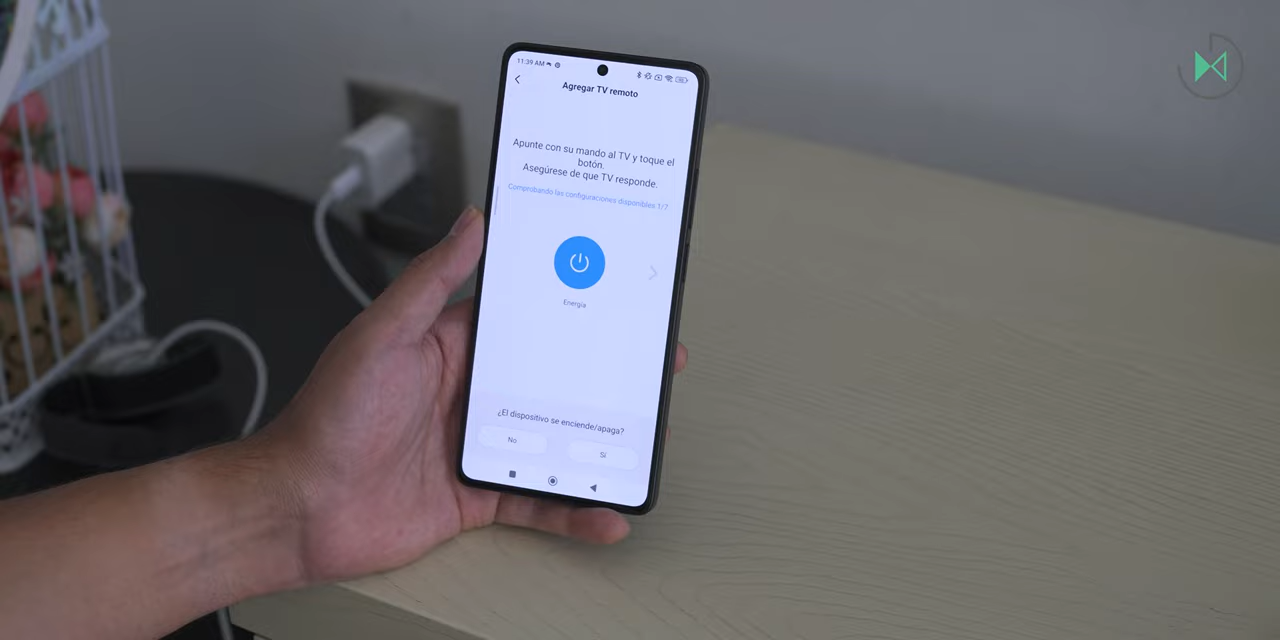 11:39 AM
Agregar TV remoto
Apunte con su mando al TV y toque el
botón.
Asegúrese de que TV responde.
Comprobando las configuraciones disponibles:1/7
Energía
¿El dispositivo se enciende/apaga?
No
Sí